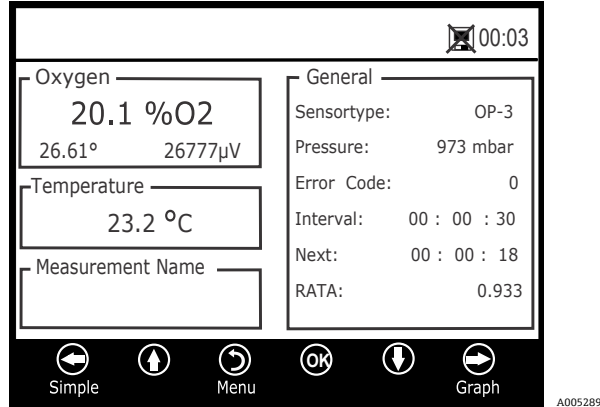 00:03
Oxygen
20.1 %O2
26.61° 26777µV
Temperature
23.2 °C
Measurement Name
General
Sensortype: OP-3
Pressure: 973 mbar
Error Code: 0
Interval: 00 : 00 : 30
Next: 00 : 00 : 18
RATA: 0.933
OK
Simple Menu Graph
A005289